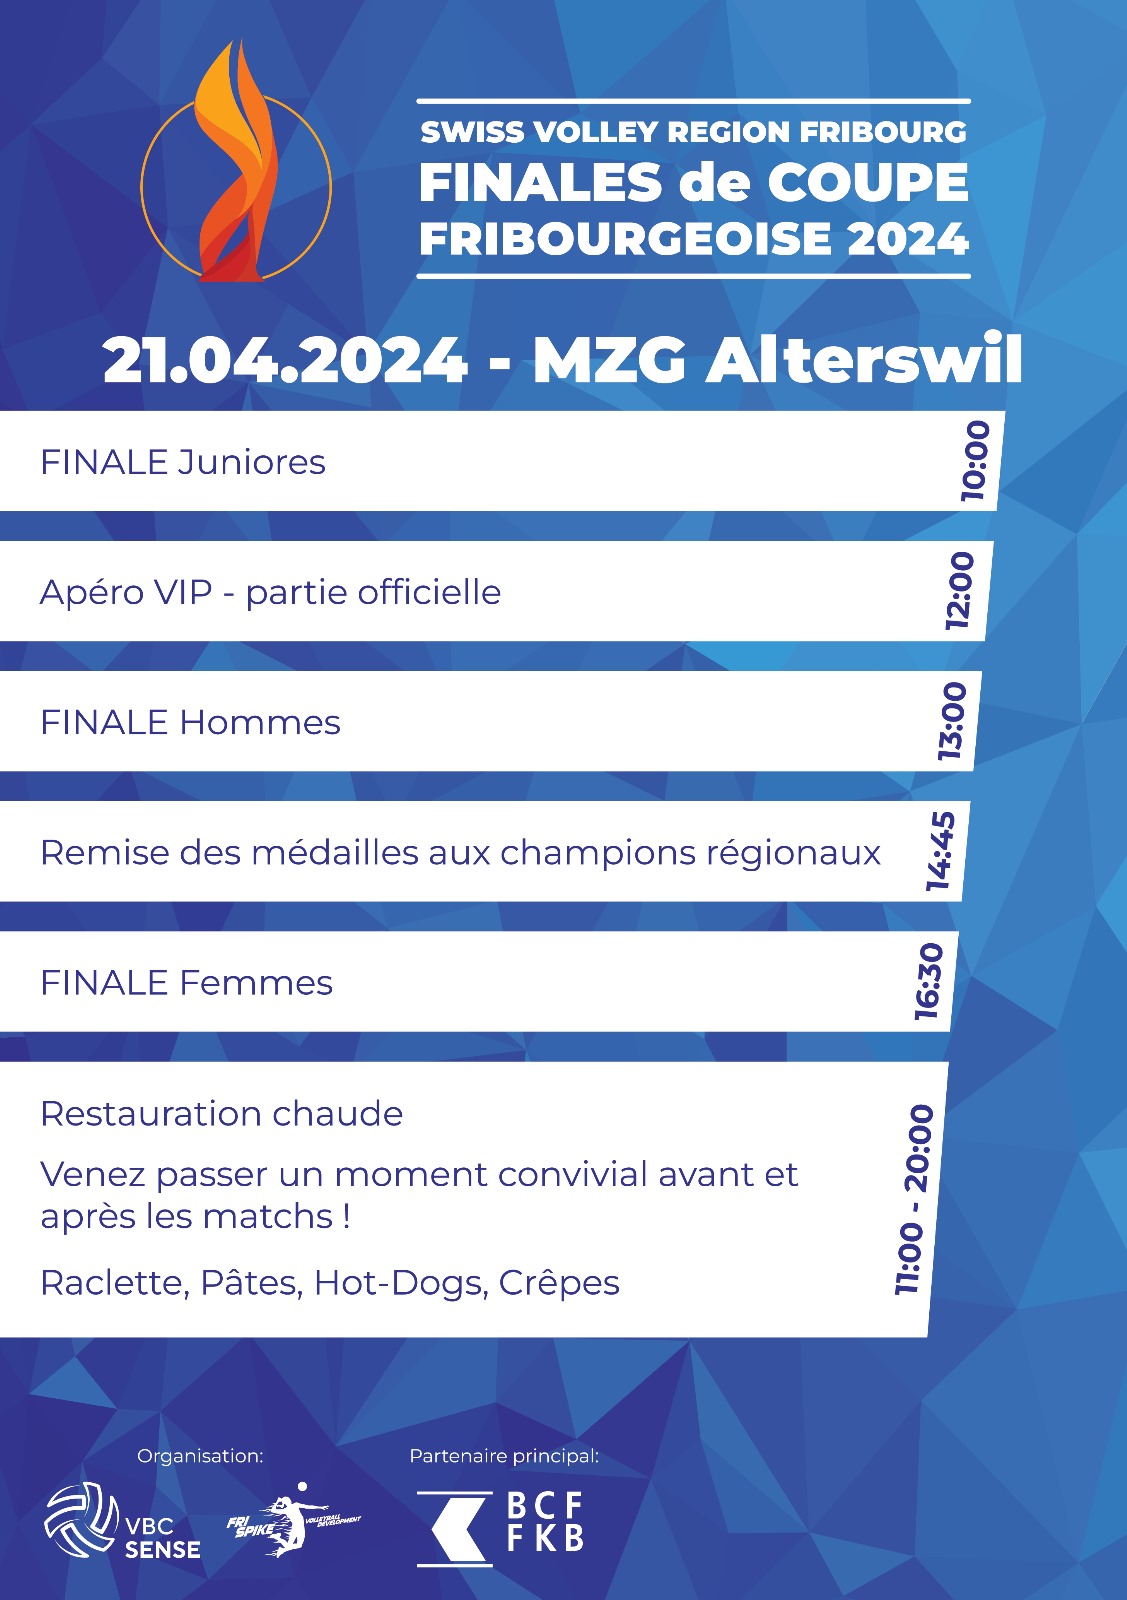 SWISS VOLLEY REGION FRIBOURG
FINALES de COUPE
FRIBOURGEOISE 2024
21.04.2024 - MZG Alterswil
FINALE Juniores
10:00
Apéro VIP - partie officielle
12:00
FINALE Hommes
13:00
Remise des médailles aux champions régionaux
14:45
FINALE Femmes
16:30
Restauration chaude
Venez passer un moment convivial avant et
après les matchs !
Raclette, Pâtes, Hot-Dogs, Crêpes
11:00 - 20:00
Organisation:
VBC
SENSE
FRI
SPIKE
VOLLEYBALL
DEVELOPMENT
Partenaire principal:
BCF
FKB